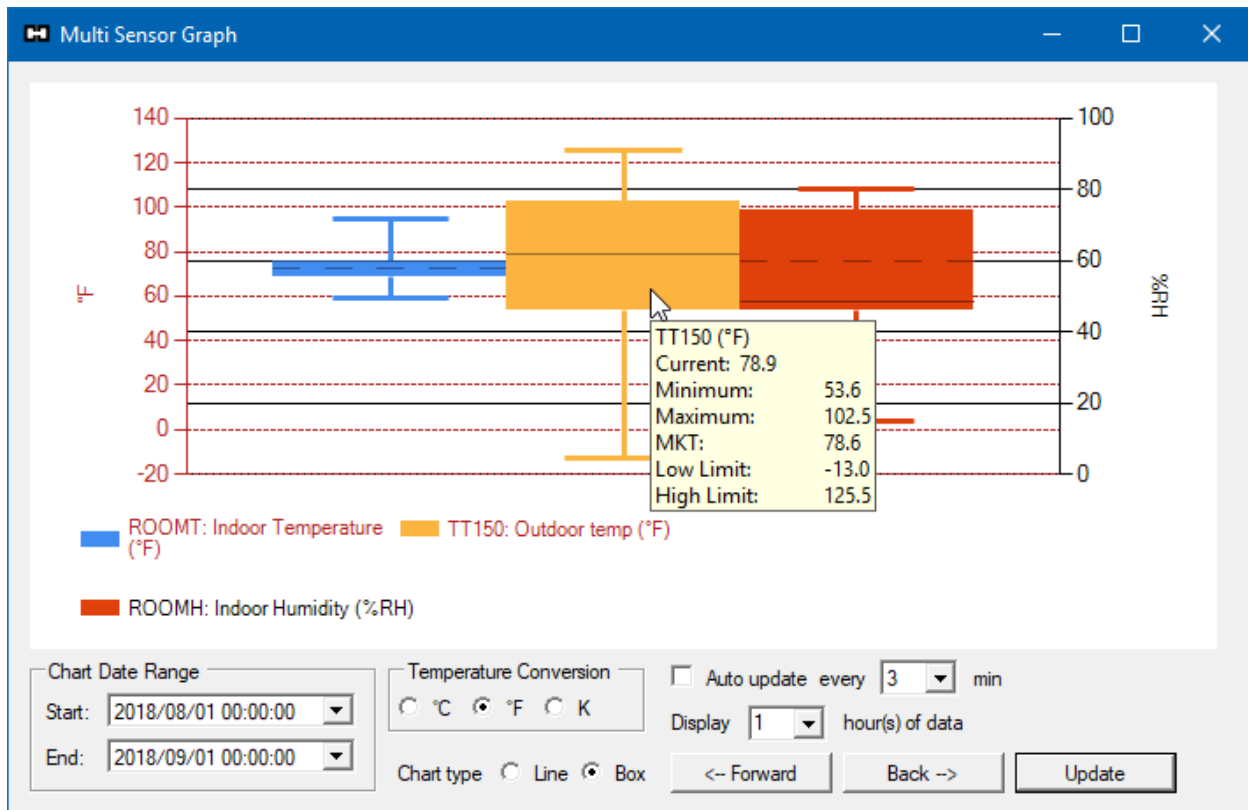 Multi Sensor Graph
140
120
100
80
60
40
20
0
-20
°F
100
80
60
40
20
0
%RH
TT150 (°F)
Current: 78.9
Minimum: 53.6
Maximum: 102.5
MKT: 78.6
Low Limit: -13.0
High Limit: 125.5
ROOMT: Indoor Temperature
(°F)
TT150: Outdoor temp (°F)
ROOMH: Indoor Humidity (%RH)
Chart Date Range
Start: 2018/08/01 00:00:00
End: 2018/09/01 00:00:00
Temperature Conversion
°C °F K
Chart type Line Box
Auto update every 3 min
Display 1 hour(s) of data
<-- Forward Back --> Update